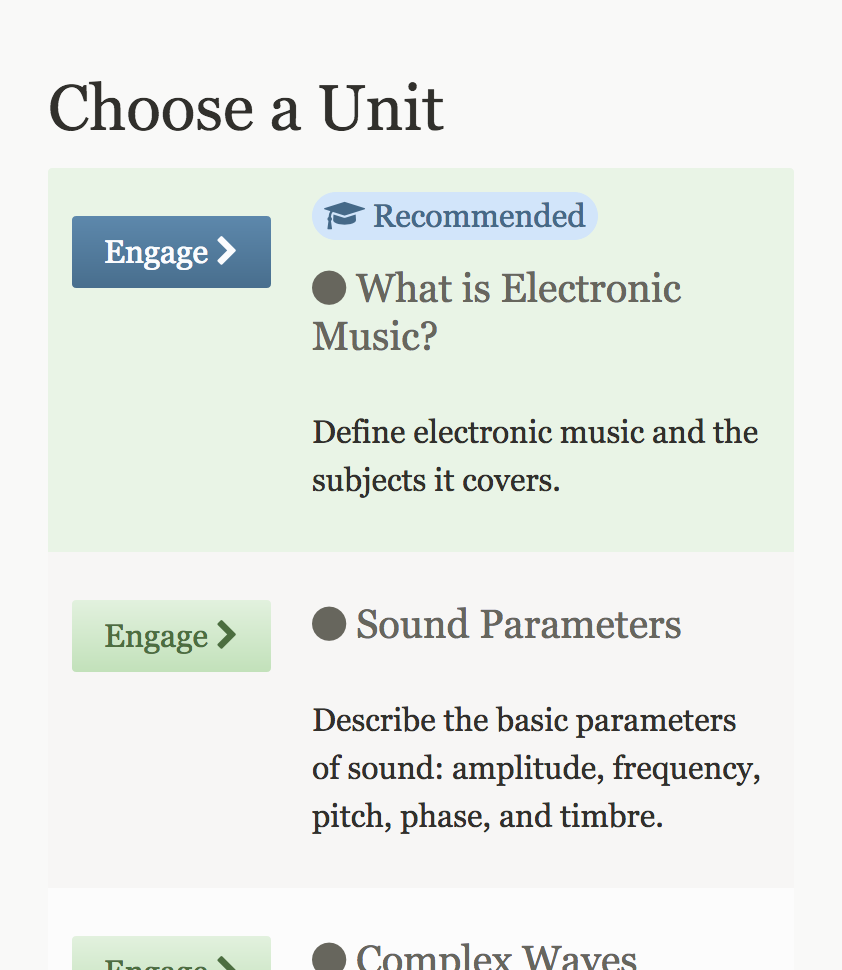 Choose a Unit
Recommended
Engage
What is Electronic
Music?
Define electronic music and the
subjects it covers.
Engage
Sound Parameters
Describe the basic parameters
of sound: amplitude, frequency,
pitch, phase, and timbre.
Engage
Complex Waves